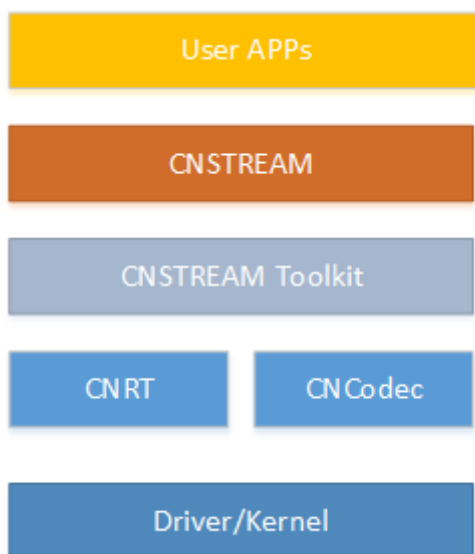 User APPs
CNSTREAM
CNSTREAM Toolkit
CNRT
CNCodec
Driver/Kernel